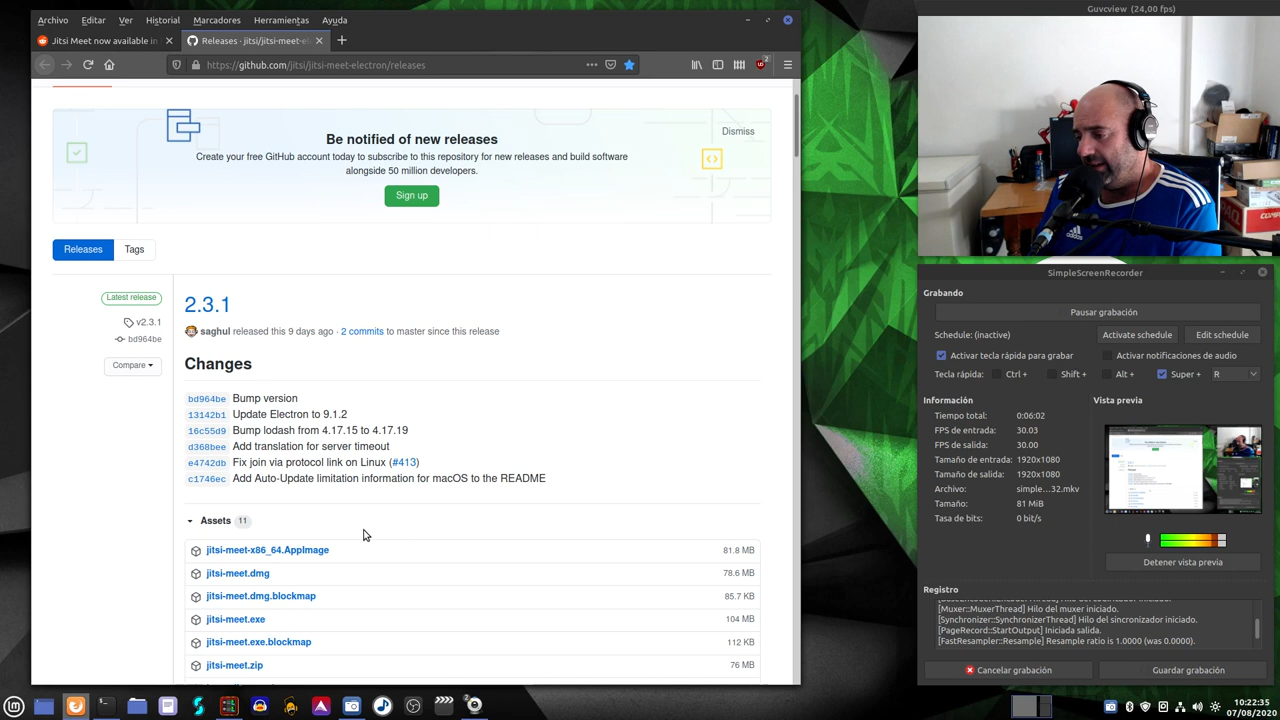 Archivo Editar Ver Historial Marcadores Herramientas Ayuda
Jitsi Meet now available in
Releases · jitsi/jitsi-meet-el
https://github.com/jitsi/jitsi-meet-electron/releases
2
Be notified of new releases
Dismiss
Create your free GitHub account today to subscribe to this repository for new releases and build software
alongside 50 million developers.
Sign up
Releases Tags
Latest release
v2.3.1
bd964be
Compare
2.3.1
saghul released this 9 days ago · 2 commits to master since this release
Changes
bd964be Bump version
13142b1 Update Electron to 9.1.2
16c55d9 Bump lodash from 4.17.15 to 4.17.19
d368bee Add translation for server timeout
e4742db Fix join via protocol link on Linux (#413)
c1746ec Add Auto-Update limitation information for macOS to the README
Assets 11
jitsi-meet-x86_64.AppImage 81.8 MB
jitsi-meet.dmg 78.6 MB
jitsi-meet.dmg.blockmap 85.7 KB
jitsi-meet.exe 104 MB
jitsi-meet.exe.blockmap 112 KB
jitsi-meet.zip 76 MB
Guvcview (24,00 fps)
adidas
SimpleScreenRecorder
Grabando
Pausar grabación
Schedule: (inactive) Activate schedule Edit schedule
Activar tecla rápida para grabar Activar notificaciones de audio
Tecla rápida: Ctrl + Shift + Alt + Super + R
Información
Tiempo total: 0:06:02
FPS de entrada: 30.03
FPS de salida: 30.00
Tamaño de entrada: 1920x1080
Tamaño de salida: 1920x1080
Archivo: simple…32.mkv
Tamaño: 81 MiB
Tasa de bits: 0 bit/s
Vista previa
Detener vista previa
Registro
[Muxer::MuxerThread] Hilo del muxer iniciado.
[Synchronizer::SynchronizerThread] Hilo del sincronizador iniciado.
[PageRecord::StartOutput] Iniciada salida.
[FastResampler::Resample] Resample ratio is 1.0000 (was 0.0000).
Cancelar grabación Guardar grabación
10:22:35
07/08/2020